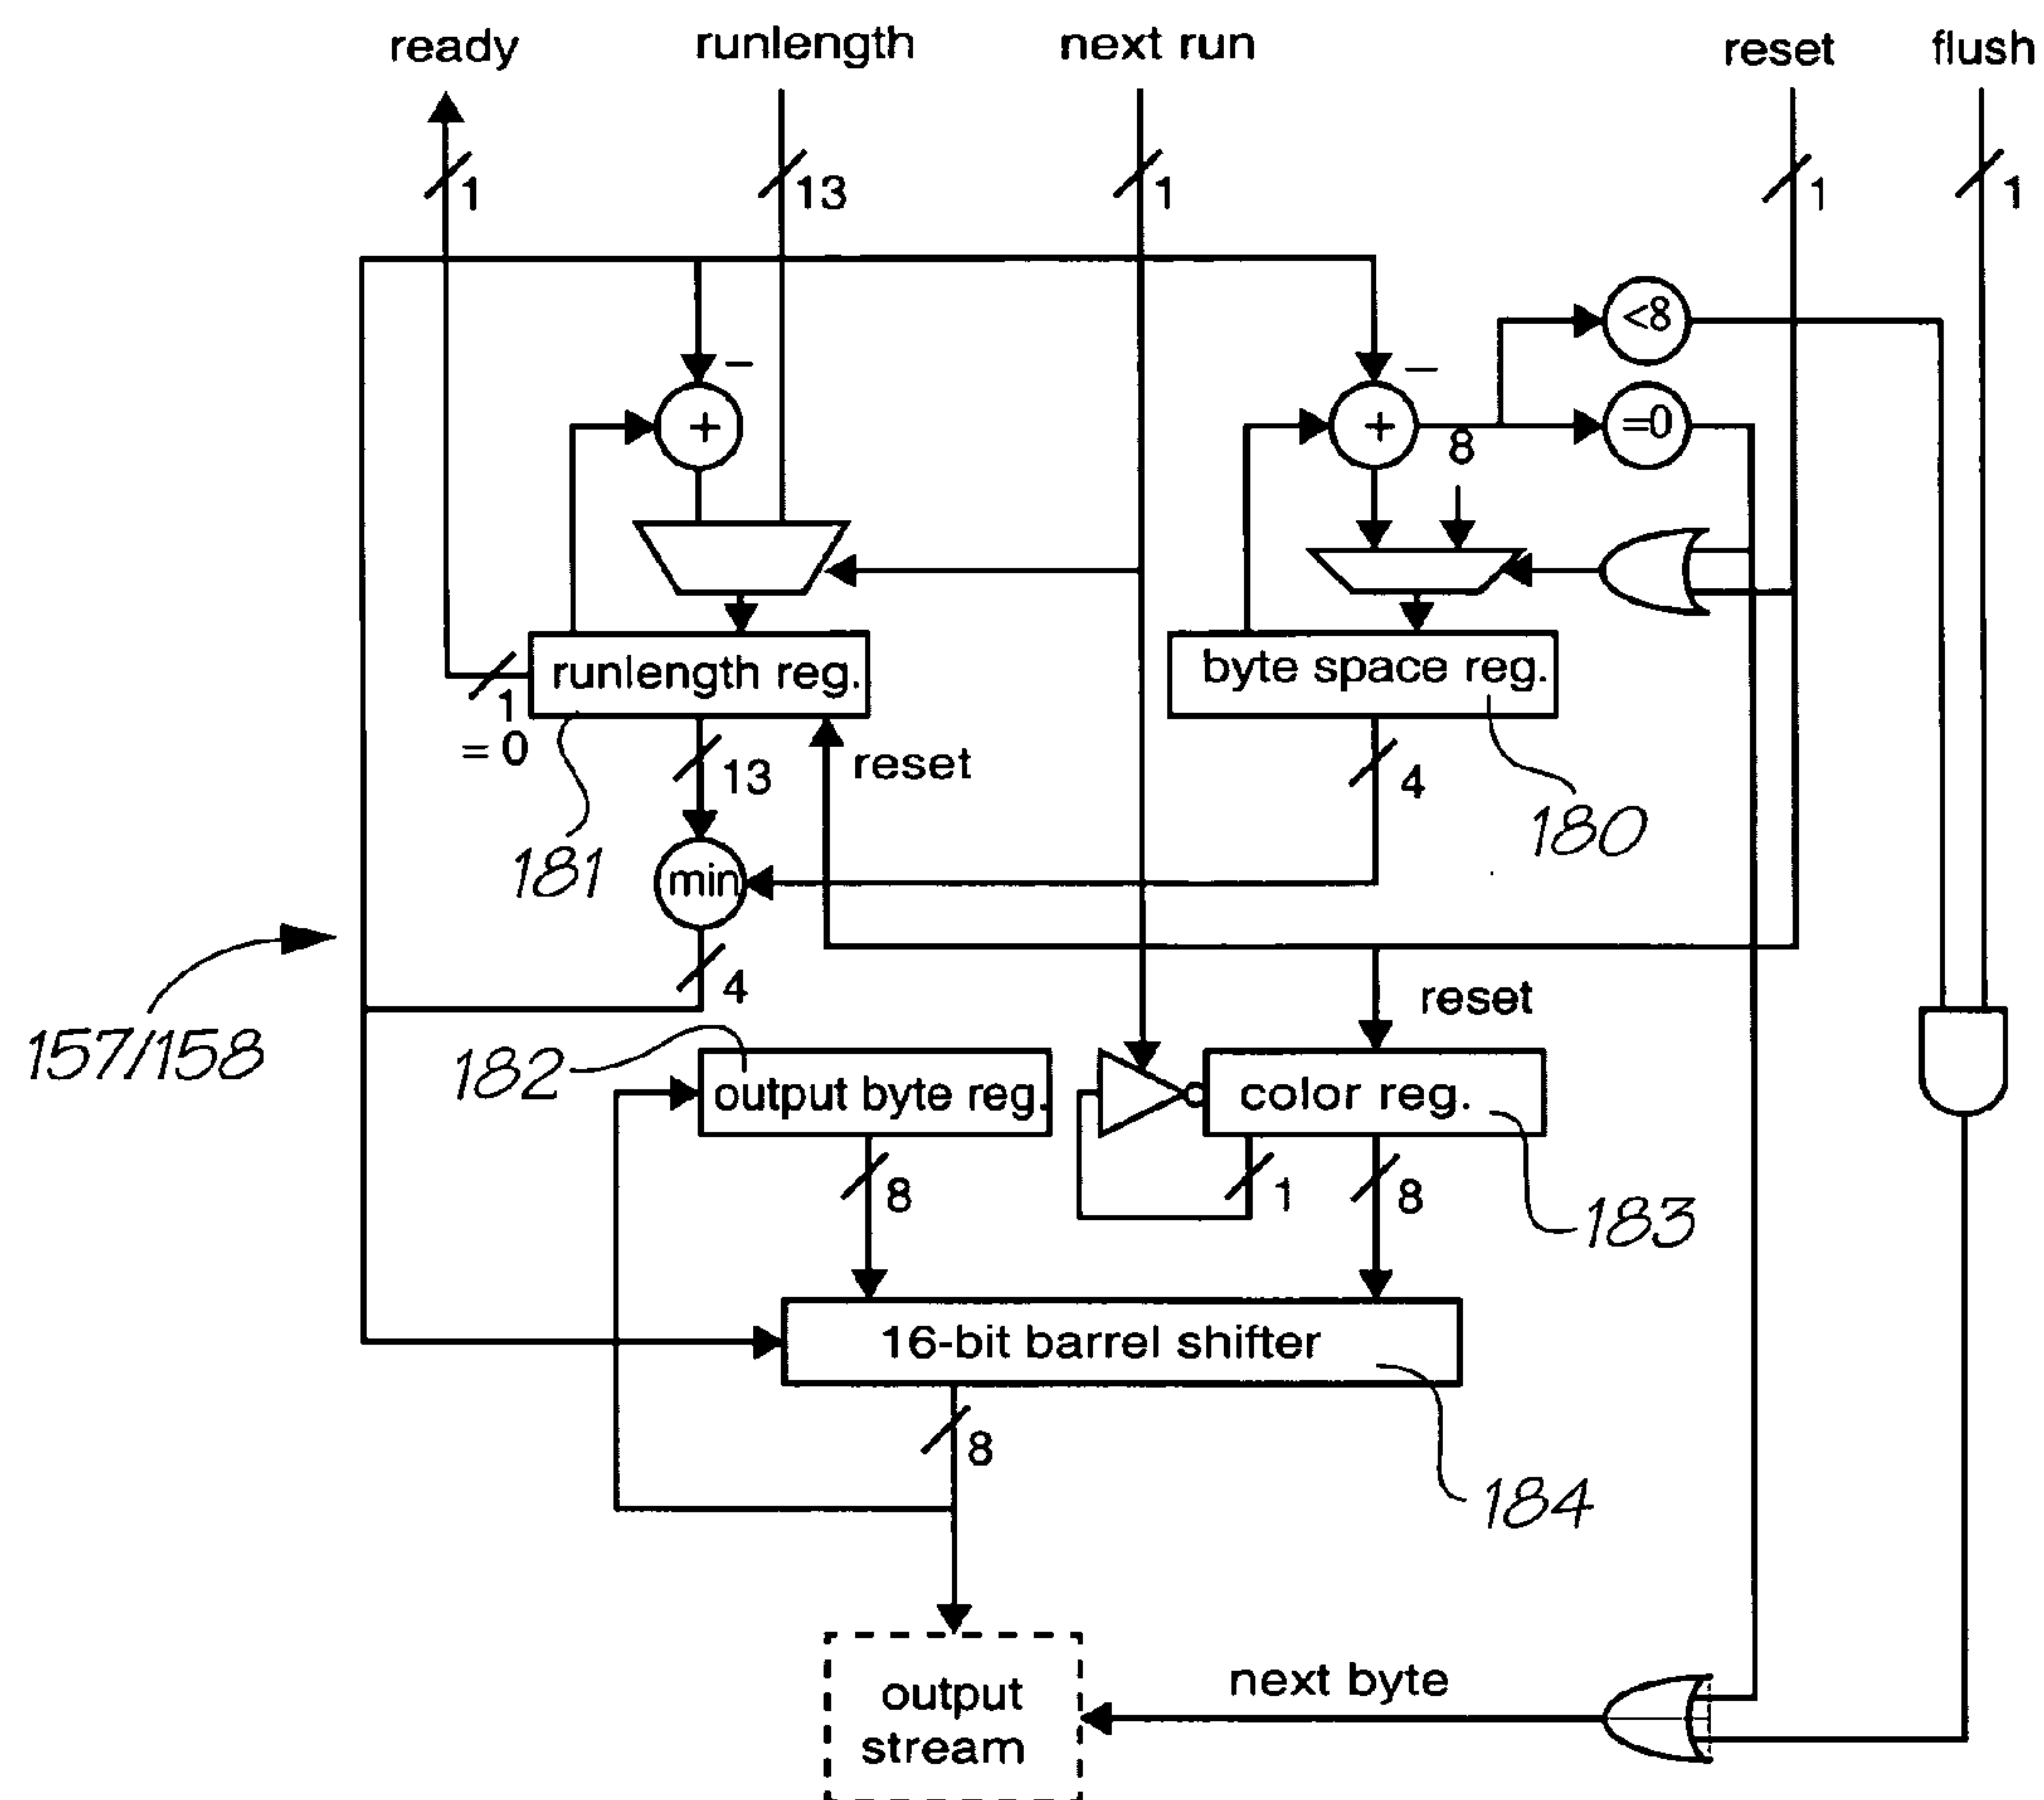 ready
runlength
next run
reset
flush
1
13
1
1
1
<8
–
–
+
+
8
=0
runlength reg.
byte space reg.
1
= 0
13
reset
4
181
180
min
4
reset
157/158
182
output byte reg.
color reg.
8
1
8
183
16-bit barrel shifter
8
184
next byte
output
stream